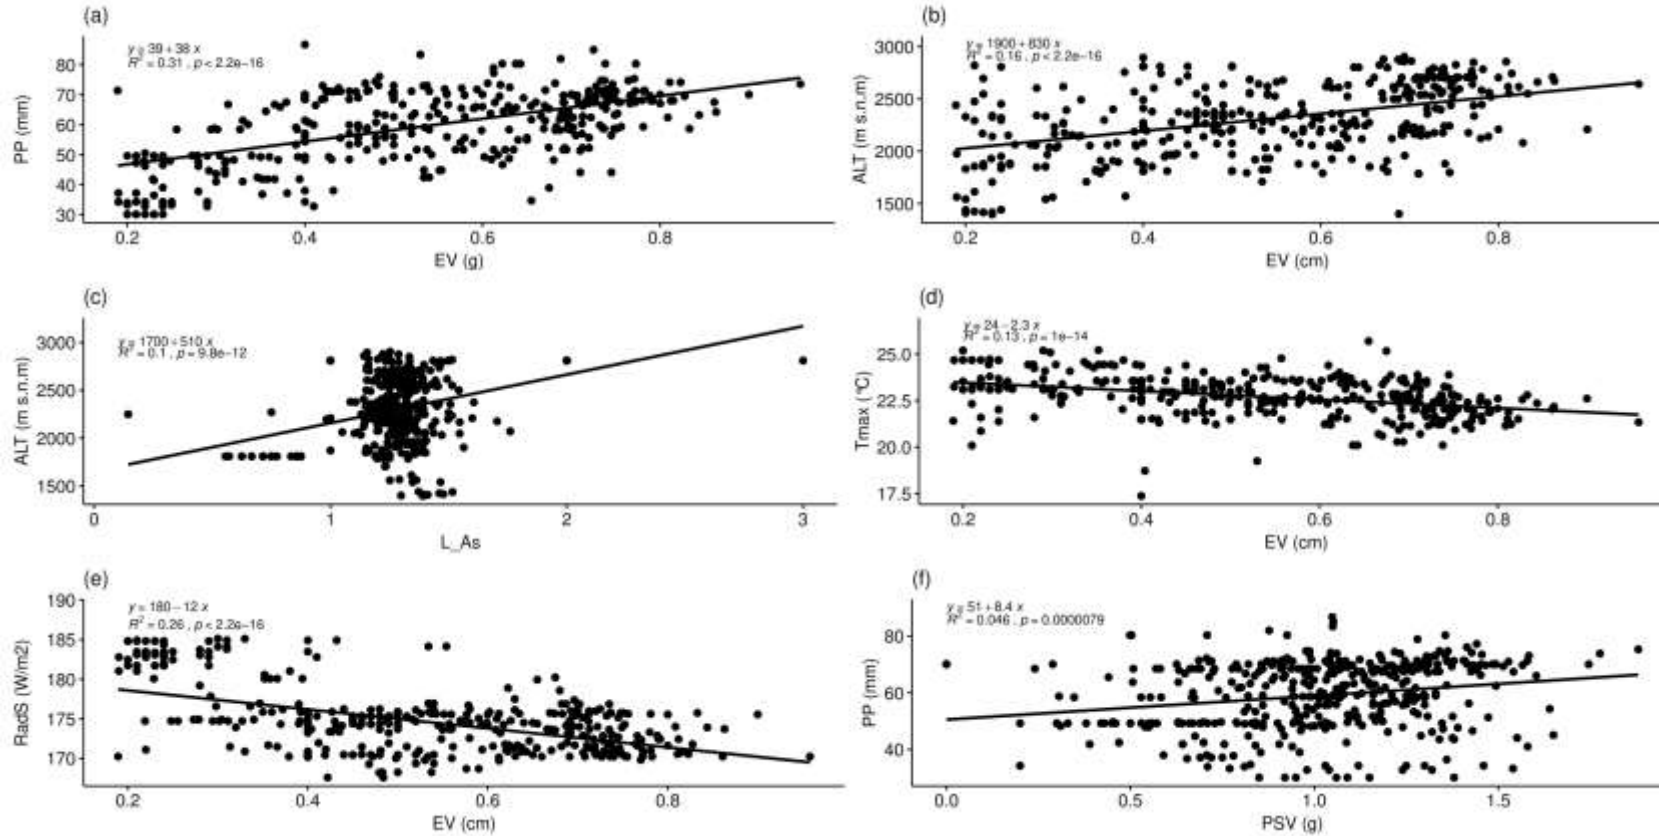 (a)
y = 39 + 38 x
R² = 0.31 , p < 2.2e−16
PP (mm)
80
70
60
50
40
30
0.2 0.4 0.6 0.8
EV (g)
(b)
y = 1900 + 830 x
R² = 0.16 , p < 2.2e−16
ALT (m s.n.m)
3000
2500
2000
1500
0.2 0.4 0.6 0.8
EV (cm)
(c)
y = 1700 + 510 x
R² = 0.1 , p = 9.8e−12
ALT (m s.n.m)
3000
2500
2000
1500
0 1 2 3
L_As
(d)
y = 24 − 2.3 x
R² = 0.13 , p = 1e−14
Tmax (°C)
25.0
22.5
20.0
17.5
0.2 0.4 0.6 0.8
EV (cm)
(e)
y = 180 − 12 x
R² = 0.26 , p < 2.2e−16
RadS (W/m2)
190
185
180
175
170
0.2 0.4 0.6 0.8
EV (cm)
(f)
y = 51 + 8.4 x
R² = 0.046 , p = 0.0000079
PP (mm)
80
60
40
0.0 0.5 1.0 1.5
PSV (g)